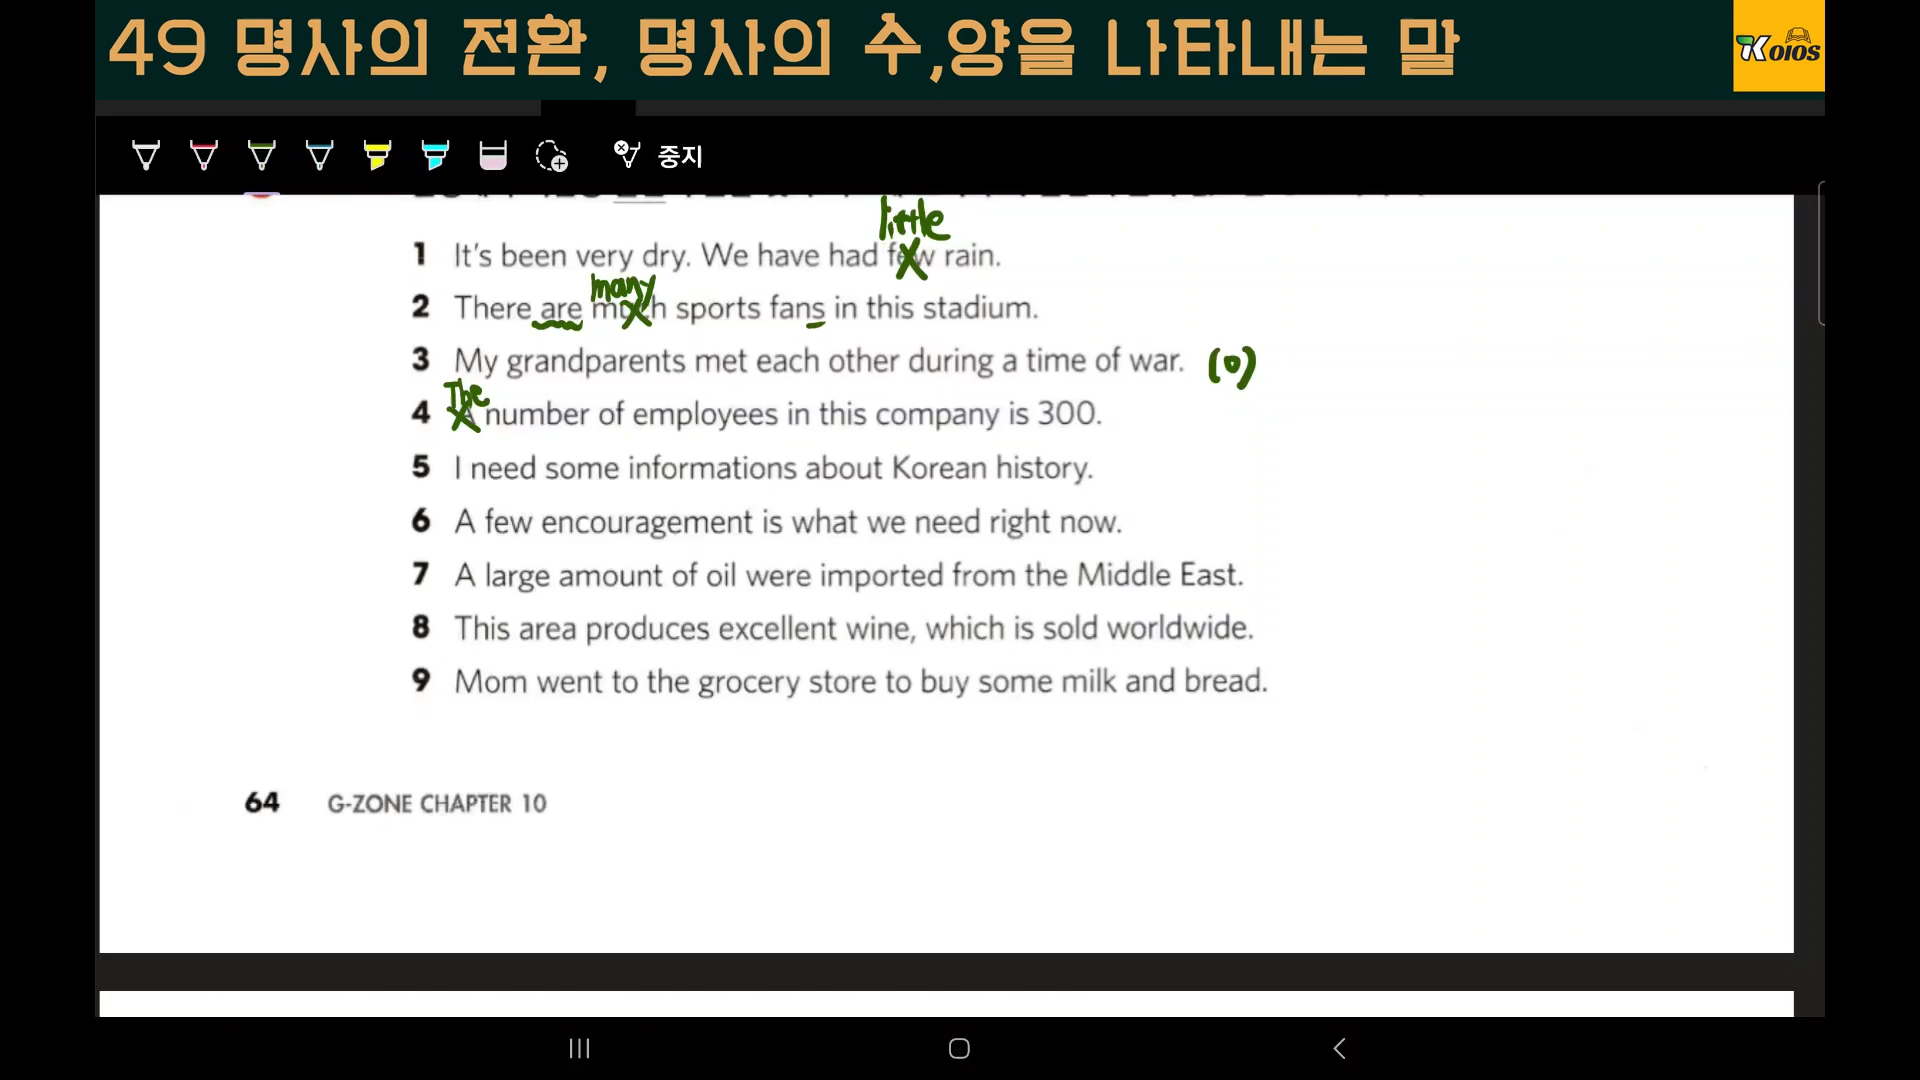 49 명사의 전환, 명사의 수,양을 나타내는 말
Koios
중지
little
1 It's been very dry. We have had few rain.
many
2 There are much sports fans in this stadium.
3 My grandparents met each other during a time of war. (O)
The
4 A number of employees in this company is 300.
5 I need some informations about Korean history.
6 A few encouragement is what we need right now.
7 A large amount of oil were imported from the Middle East.
8 This area produces excellent wine, which is sold worldwide.
9 Mom went to the grocery store to buy some milk and bread.
64 G-ZONE CHAPTER 10